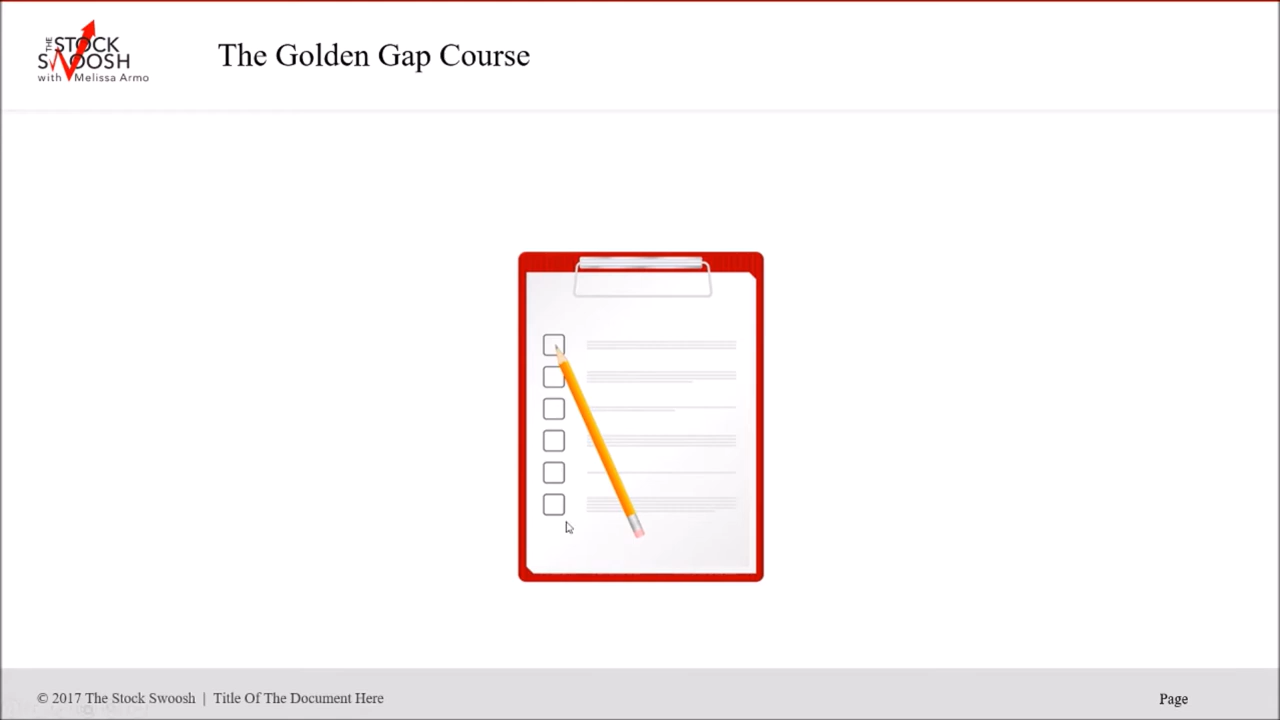 THE
STOCK
SWOOSH
with Melissa Armo
The Golden Gap Course
© 2017 The Stock Swoosh | Title Of The Document Here
Page